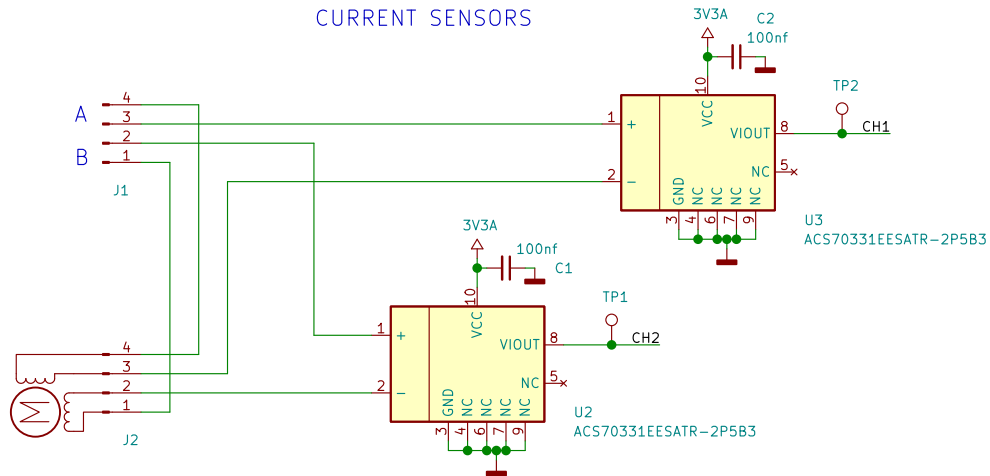 CURRENT SENSORS
3V3A
C2
100nf
TP2
10
VCC
A
4
3
2
1
B
J1
1
+
VIOUT
8
CH1
NC
5
2
−
GND
NC
NC
NC
NC
3
4
6
7
9
U3
ACS70331EESATR-2P5B3
3V3A
100nf
C1
TP1
10
VCC
1
+
VIOUT
8
CH2
NC
5
2
−
GND
NC
NC
NC
NC
3
4
6
7
9
U2
ACS70331EESATR-2P5B3
4
3
2
1
M
J2